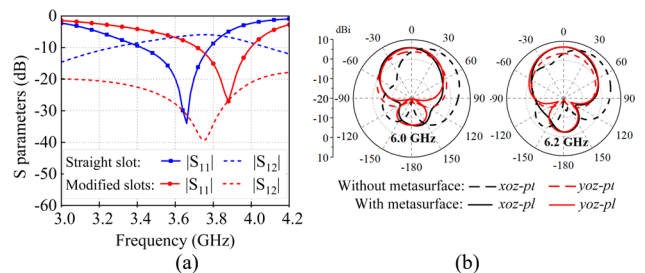 (a)
S parameters (dB)
0
-10
-20
-30
-40
-50
-60
3.0 3.2 3.4 3.6 3.8 4.0 4.2
Frequency (GHz)
Straight slot: |S11| |S12|
Modified slots: |S11| |S12|
(a)
dBi
10
0
-10
-20
-10
0
10
0
-30 30
-60 60
-90 90
-120 120
-150 150
-180
6.0 GHz
0
-30 30
-60 60
-90 90
-120 120
-150 150
-180
6.2 GHz
Without metasurface: xoz-pl yoz-pl
With metasurface: xoz-pl yoz-pl
(b)